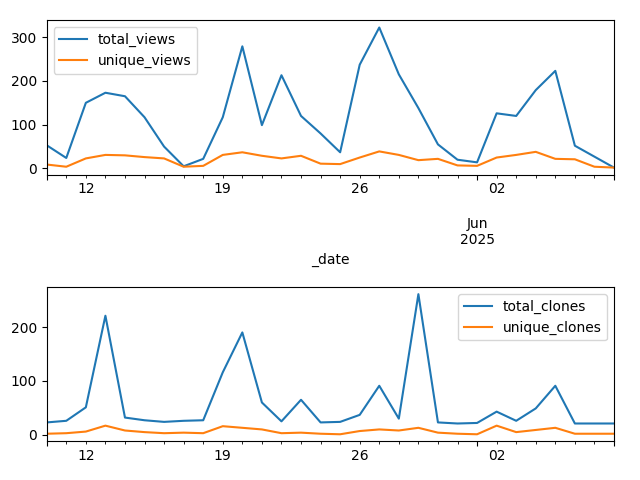 300
200
100
0
total_views
unique_views
12 19 26 02
Jun
2025
_date
200
100
0
total_clones
unique_clones
12 19 26 02